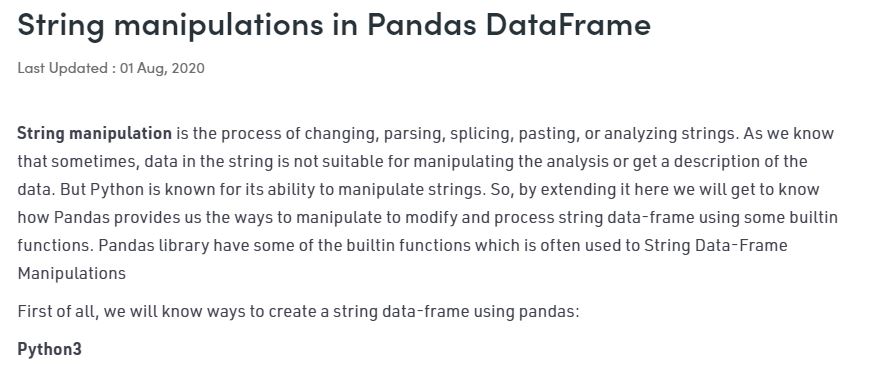 String manipulations in Pandas DataFrame
Last Updated : 01 Aug, 2020
String manipulation is the process of changing, parsing, splicing, pasting, or analyzing strings. As we know
that sometimes, data in the string is not suitable for manipulating the analysis or get a description of the
data. But Python is known for its ability to manipulate strings. So, by extending it here we will get to know
how Pandas provides us the ways to manipulate to modify and process string data-frame using some builtin
functions. Pandas library have some of the builtin functions which is often used to String Data-Frame
Manipulations
First of all, we will know ways to create a string data-frame using pandas:
Python3